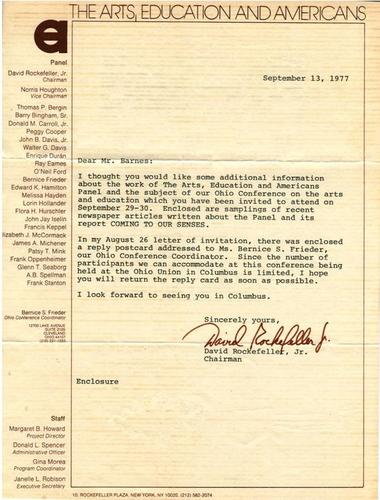 THE ARTS, EDUCATION AND AMERICANS
ea
Panel
David Rockefeller, Jr.
Chairman
Norris Houghton
Vice Chairman
Thomas P. Bergin
Barry Bingham, Sr.
Donald M. Carroll, Jr.
Peggy Cooper
John B. Davis, Jr.
Walter G. Davis
Enrique Durán
Ray Eames
O'Neil Ford
Bernice Frieder
Edward K. Hamilton
Melissa Hayden
Lorin Hollander
Flora H. Hurschler
John Jay Iselin
Francis Keppel
Elizabeth J. McCormack
James A. Michener
Patsy T. Mink
Frank Oppenheimer
Glenn T. Seaborg
A.B. Spellman
Frank Stanton
Bernice S. Frieder
Ohio Conference Coordinator
12700 LAKE AVENUE
CLEVELAND
OHIO
Staff
Margaret B. Howard
Project Director
Donald L. Spencer
Administrative Officer
Gina Morea
Program Coordinator
Janelle L. Robison
Executive Secretary
September 13, 1977
Dear Mr. Barnes:
I thought you would like some additional information
about the work of The Arts, Education and Americans
Panel and the subject of our Ohio Conference on the arts
and education which you have been invited to attend on
September 29-30. Enclosed are samplings of recent
newspaper articles written about the Panel and its
report COMING TO OUR SENSES.
In my August 26 letter of invitation, there was enclosed
a reply postcard addressed to Ms. Bernice S. Frieder,
our Ohio Conference Coordinator. Since the number of
participants we can accommodate at this conference being
held at the Ohio Union in Columbus is limited, I hope
you will return the reply card as soon as possible.
I look forward to seeing you in Columbus.
Sincerely yours,
David Rockefeller Jr.
David Rockefeller, Jr.
Chairman
Enclosure
10, ROCKEFELLER PLAZA, NEW YORK, NY 10020, (212) 582-2074